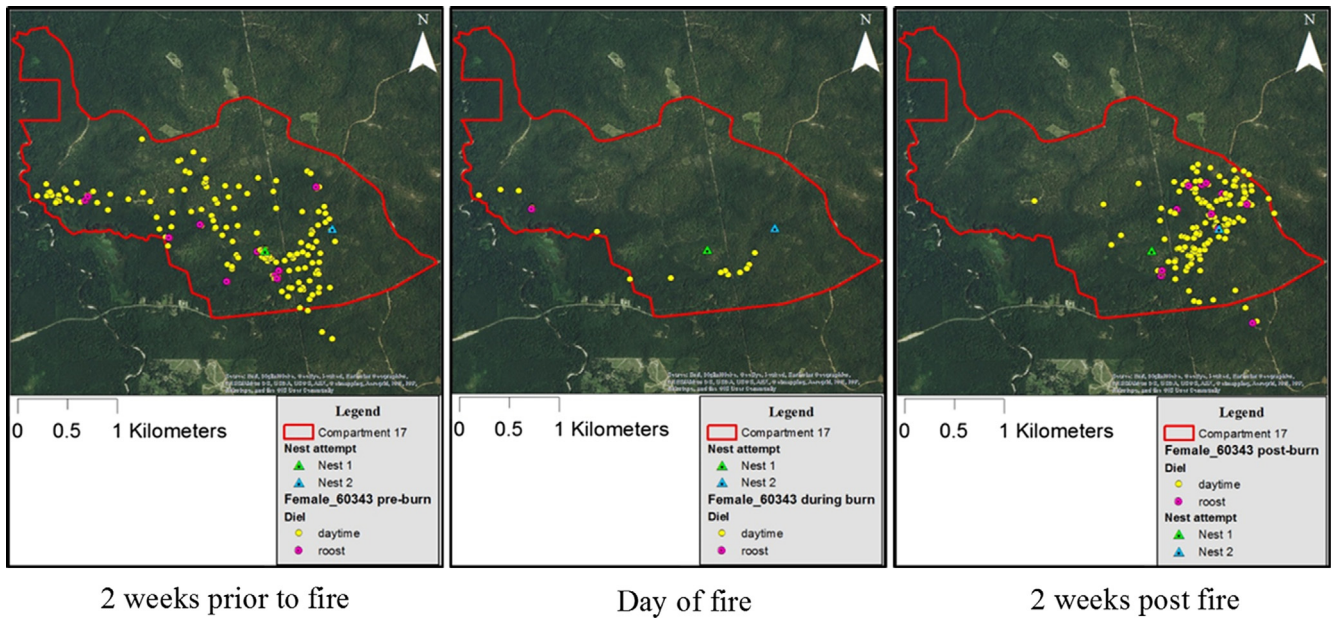 N
0 0.5 1 Kilometers
Legend
Compartment 17
Nest attempt
Nest 1
Nest 2
Female_60343 pre-burn
Diel
daytime
roost
2 weeks prior to fire
N
0 0.5 1 Kilometers
Legend
Compartment 17
Nest attempt
Nest 1
Nest 2
Female_60343 during burn
Diel
daytime
roost
Day of fire
N
0 0.5 1 Kilometers
Legend
Compartment 17
Female_60343 post-burn
Diel
daytime
roost
Nest attempt
Nest 1
Nest 2
2 weeks post fire